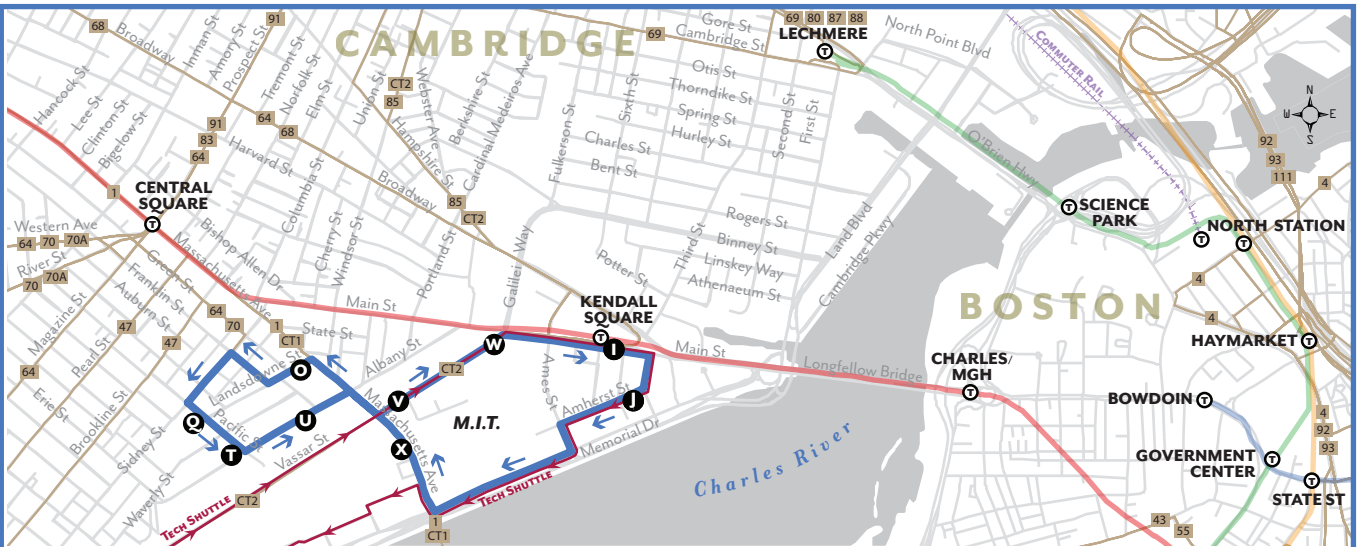 CAMBRIDGE
BOSTON
68
Broadway
Hancock St
Lee St
Clinton St
Bigelow St
Inman St
Amory St
Prospect St
91
Tremont St
Norfolk St
Elm St
Union St
CT2
85
Webster Ave
Hampshire St
Berkshire St
Cardinal Medeiros Ave
69
Gore St
Cambridge St
69 80 87 88
LECHMERE
T
North Point Blvd
COMMUTER RAIL
N
W
E
S
Otis St
Thorndike St
Spring St
Hurley St
Charles St
Bent St
Sixth St
Fulkerson St
Second St
First St
O'Brien Hwy
92
93
111
4
91
83
64
64
68
Harvard St
Columbia St
Broadway
85
CT2
1
CENTRAL
SQUARE
T
Western Ave
64 70 70A
River St
70A
70
Magazine St
Massachusetts Ave
Bishop Allen Dr
Green St
Franklin St
Auburn St
Cherry St
Windsor St
Portland St
Galilei Way
Potter St
Third St
Rogers St
Binney St
Linskey Way
Athenaeum St
Land Blvd
Cambridge Pkwy
T
SCIENCE
PARK
T
NORTH STATION
T
4
4
Main St
State St
Albany St
KENDALL
SQUARE
T
Main St
Longfellow Bridge
CHARLES/
MGH
T
HAYMARKET
T
BOWDOIN
T
GOVERNMENT
CENTER
T
STATE ST
T
4
92
93
43
55
47
47
64
70
1
CT1
64
Pearl St
Erie St
Brookline St
Sidney St
Waverly St
Landsdowne St
Pacific St
Vassar St
Massachusetts Ave
Ames St
Amherst St
Memorial Dr
M.I.T.
Charles River
CT2
CT2
TECH SHUTTLE
TECH SHUTTLE
1
CT1
W
I
J
O
V
U
Q
T
X